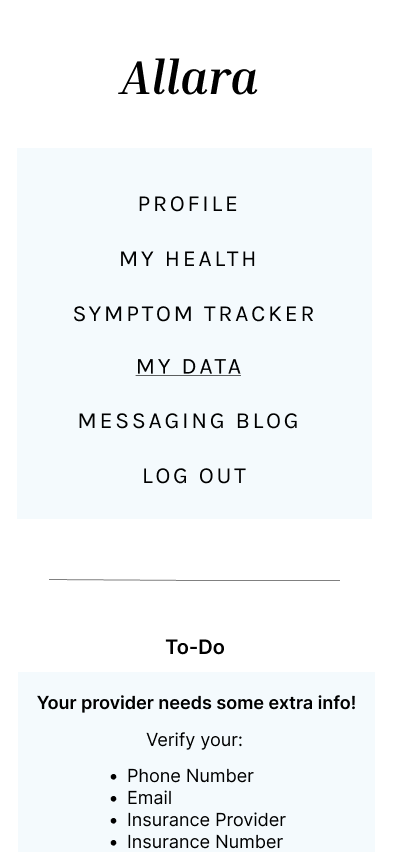 Allara
PROFILE
MY HEALTH
SYMPTOM TRACKER
MY DATA
MESSAGING BLOG
LOG OUT
To-Do
Your provider needs some extra info!
Verify your:
• Phone Number
• Email
• Insurance Provider
• Insurance Number